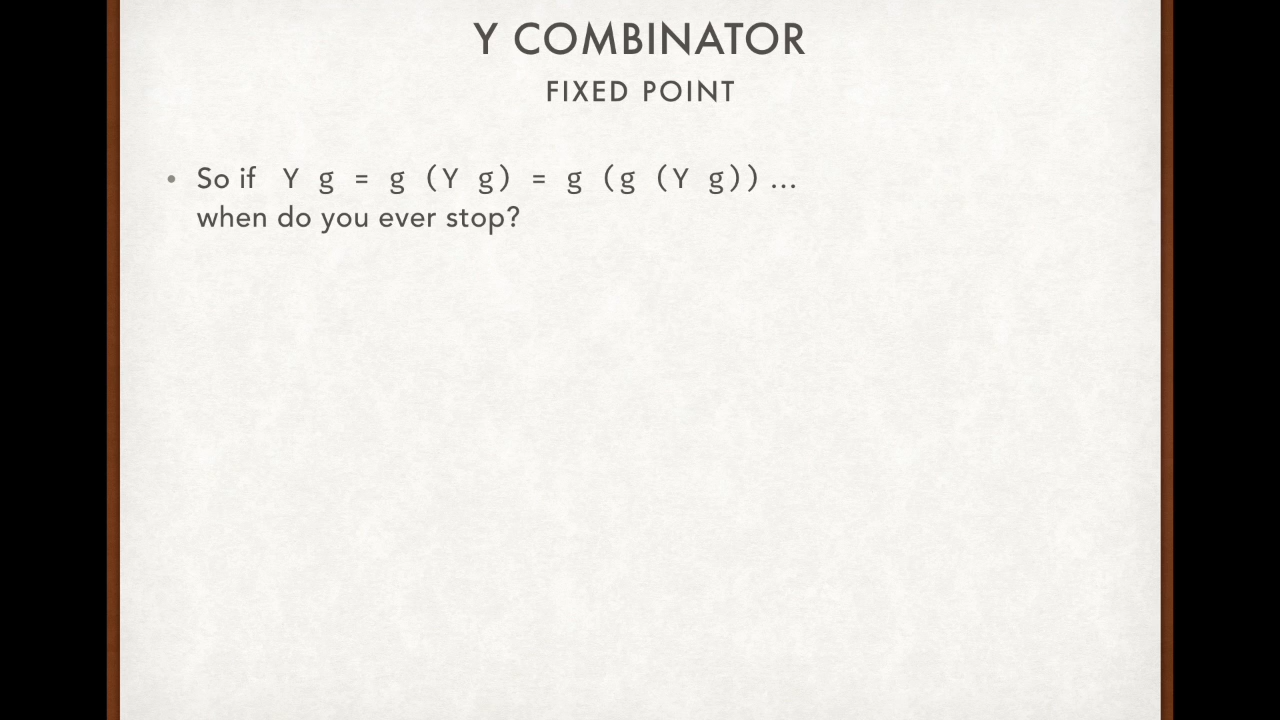 Y COMBINATOR
FIXED POINT
• So if Y g = g (Y g) = g (g (Y g)) …
when do you ever stop?